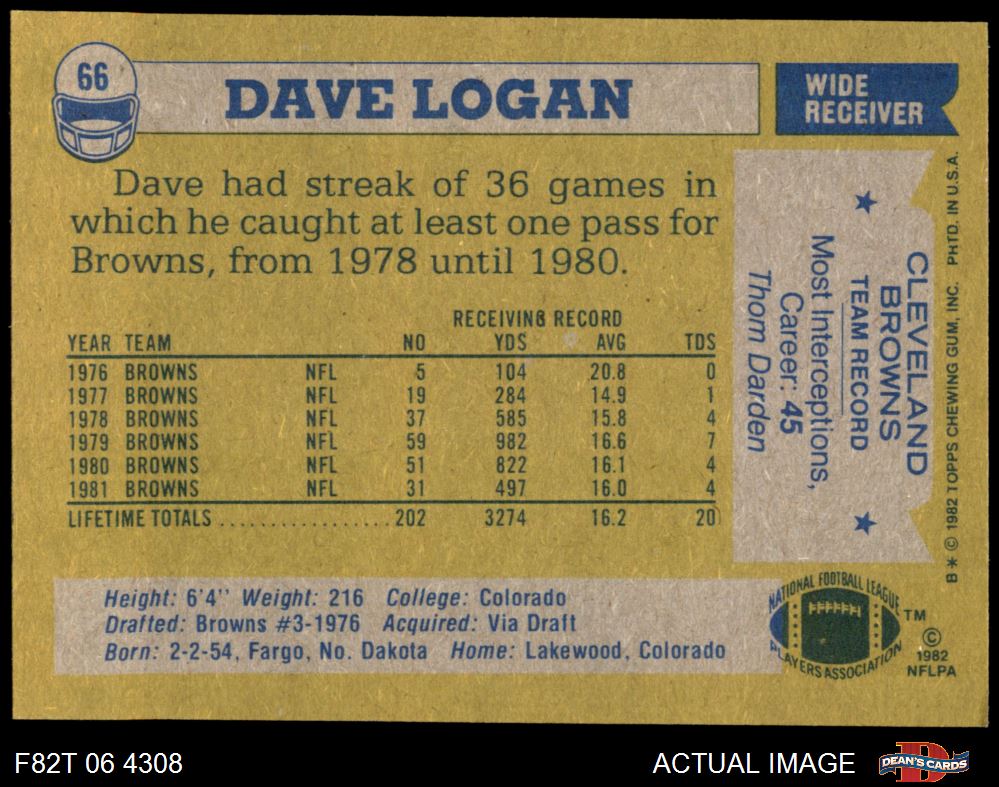 66
DAVE LOGAN
WIDE
RECEIVER
Dave had streak of 36 games in
which he caught at least one pass for
Browns, from 1978 until 1980.
RECEIVING RECORD
YEAR TEAM NO YDS AVG TDS
1976 BROWNS NFL 5 104 20.8 0
1977 BROWNS NFL 19 284 14.9 1
1978 BROWNS NFL 37 585 15.8 4
1979 BROWNS NFL 59 982 16.6 7
1980 BROWNS NFL 51 822 16.1 4
1981 BROWNS NFL 31 497 16.0 4
LIFETIME TOTALS ................. 202 3274 16.2 20
CLEVELAND
BROWNS
TEAM RECORD
Most Interceptions,
Career: 45
Thom Darden
B * © 1982 TOPPS CHEWING GUM, INC. PRTD. IN U.S.A.
Height: 6'4" Weight: 216 College: Colorado
Drafted: Browns #3-1976 Acquired: Via Draft
Born: 2-2-54, Fargo, No. Dakota Home: Lakewood, Colorado
NATIONAL FOOTBALL LEAGUE
PLAYERS ASSOCIATION
TM
©
1982
NFLPA
F82T 06 4308
ACTUAL IMAGE
DEAN'S CARDS